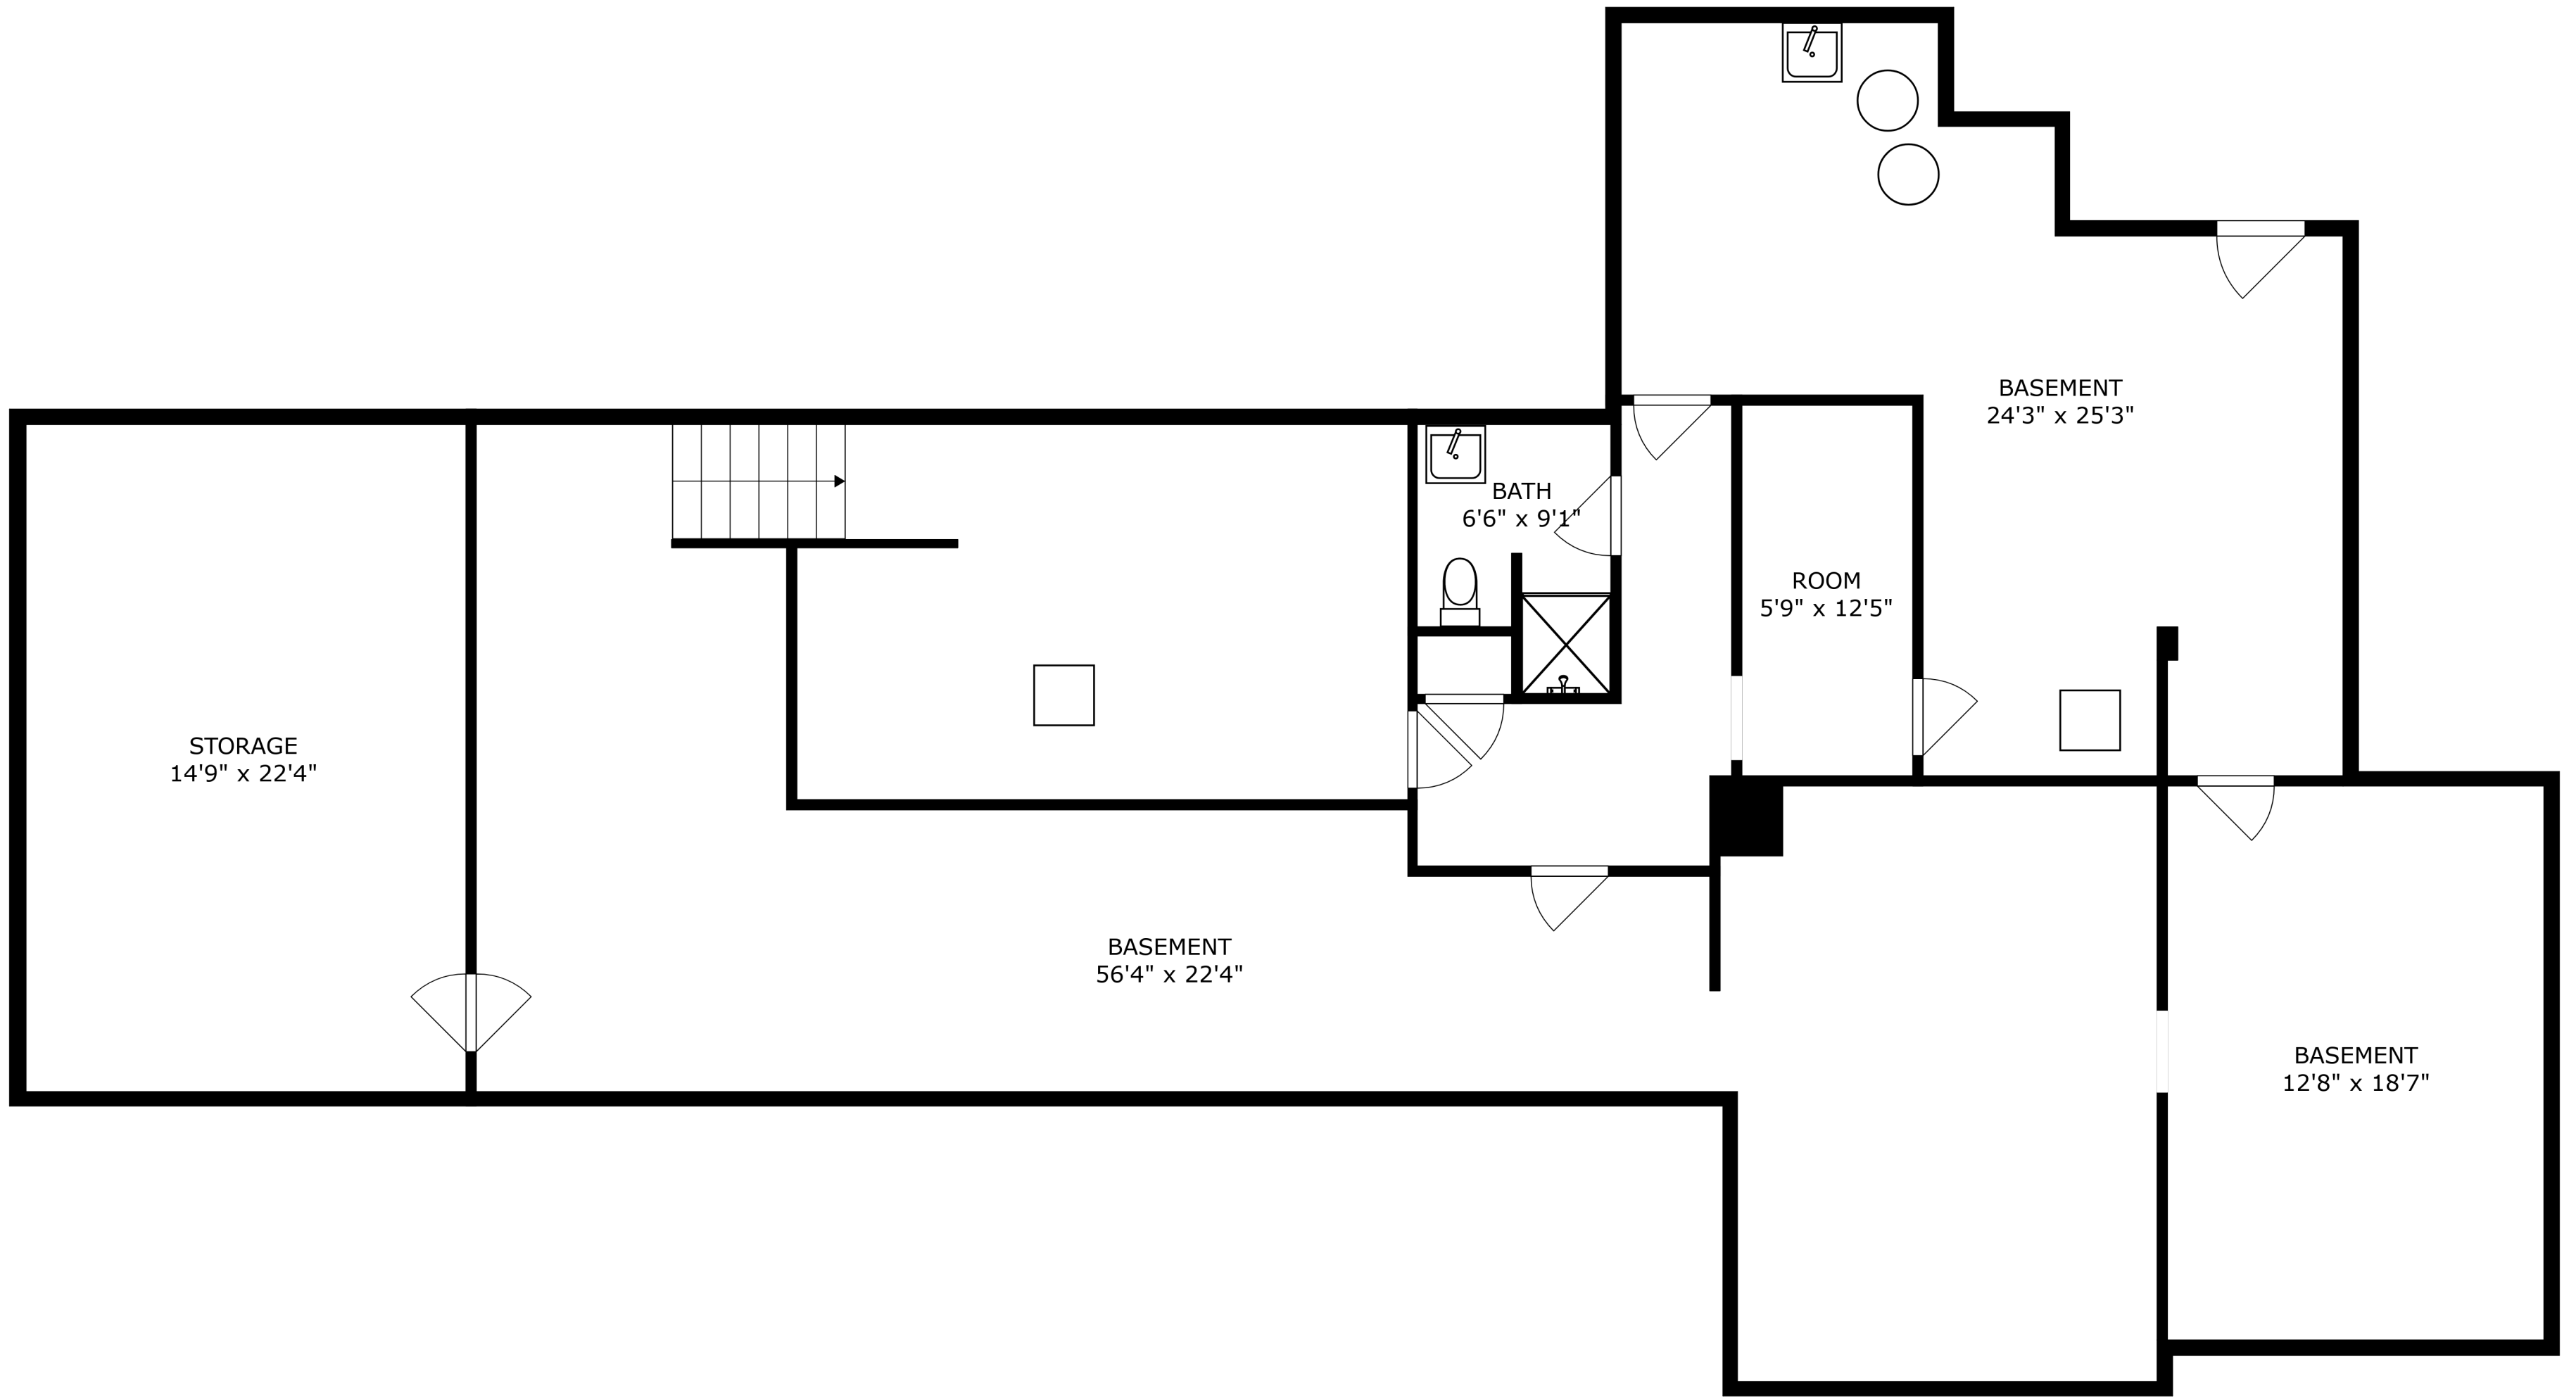 BASEMENT
24'3" x 25'3"
BATH
6'6" x 9'1"
ROOM
5'9" x 12'5"
STORAGE
14'9" x 22'4"
BASEMENT
56'4" x 22'4"
BASEMENT
12'8" x 18'7"